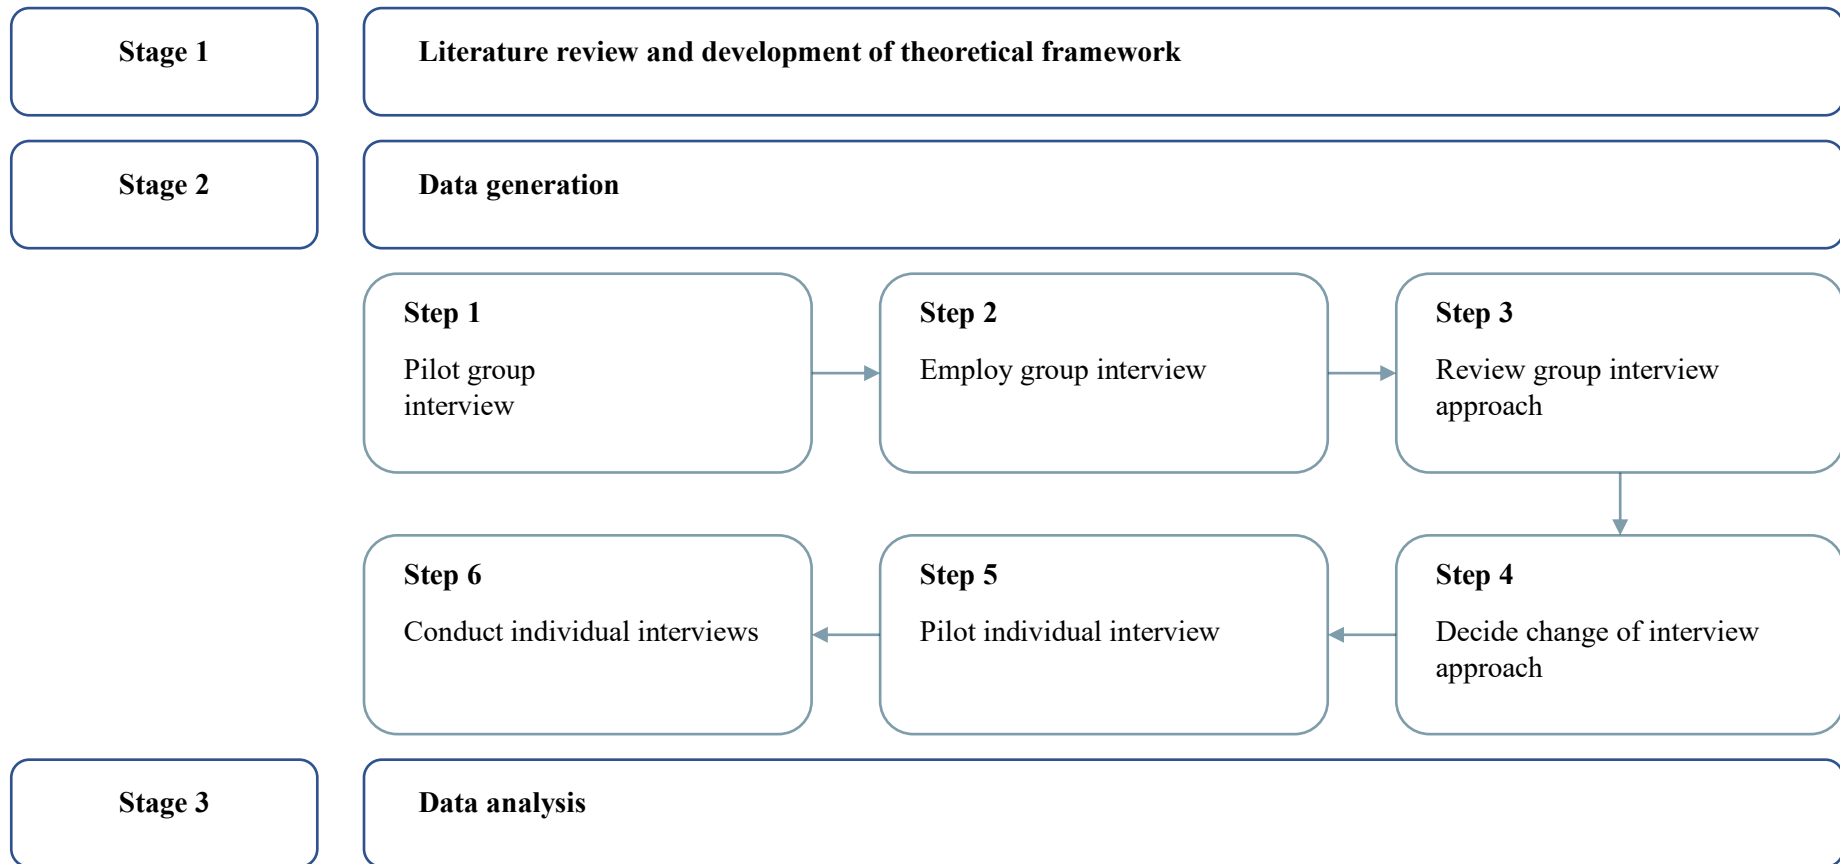 Stage 1
Literature review and development of theoretical framework
Stage 2
Data generation
Step 1
Pilot group
interview
Step 2
Employ group interview
Step 3
Review group interview
approach
Step 4
Decide change of interview
approach
Step 5
Pilot individual interview
Step 6
Conduct individual interviews
Stage 3
Data analysis